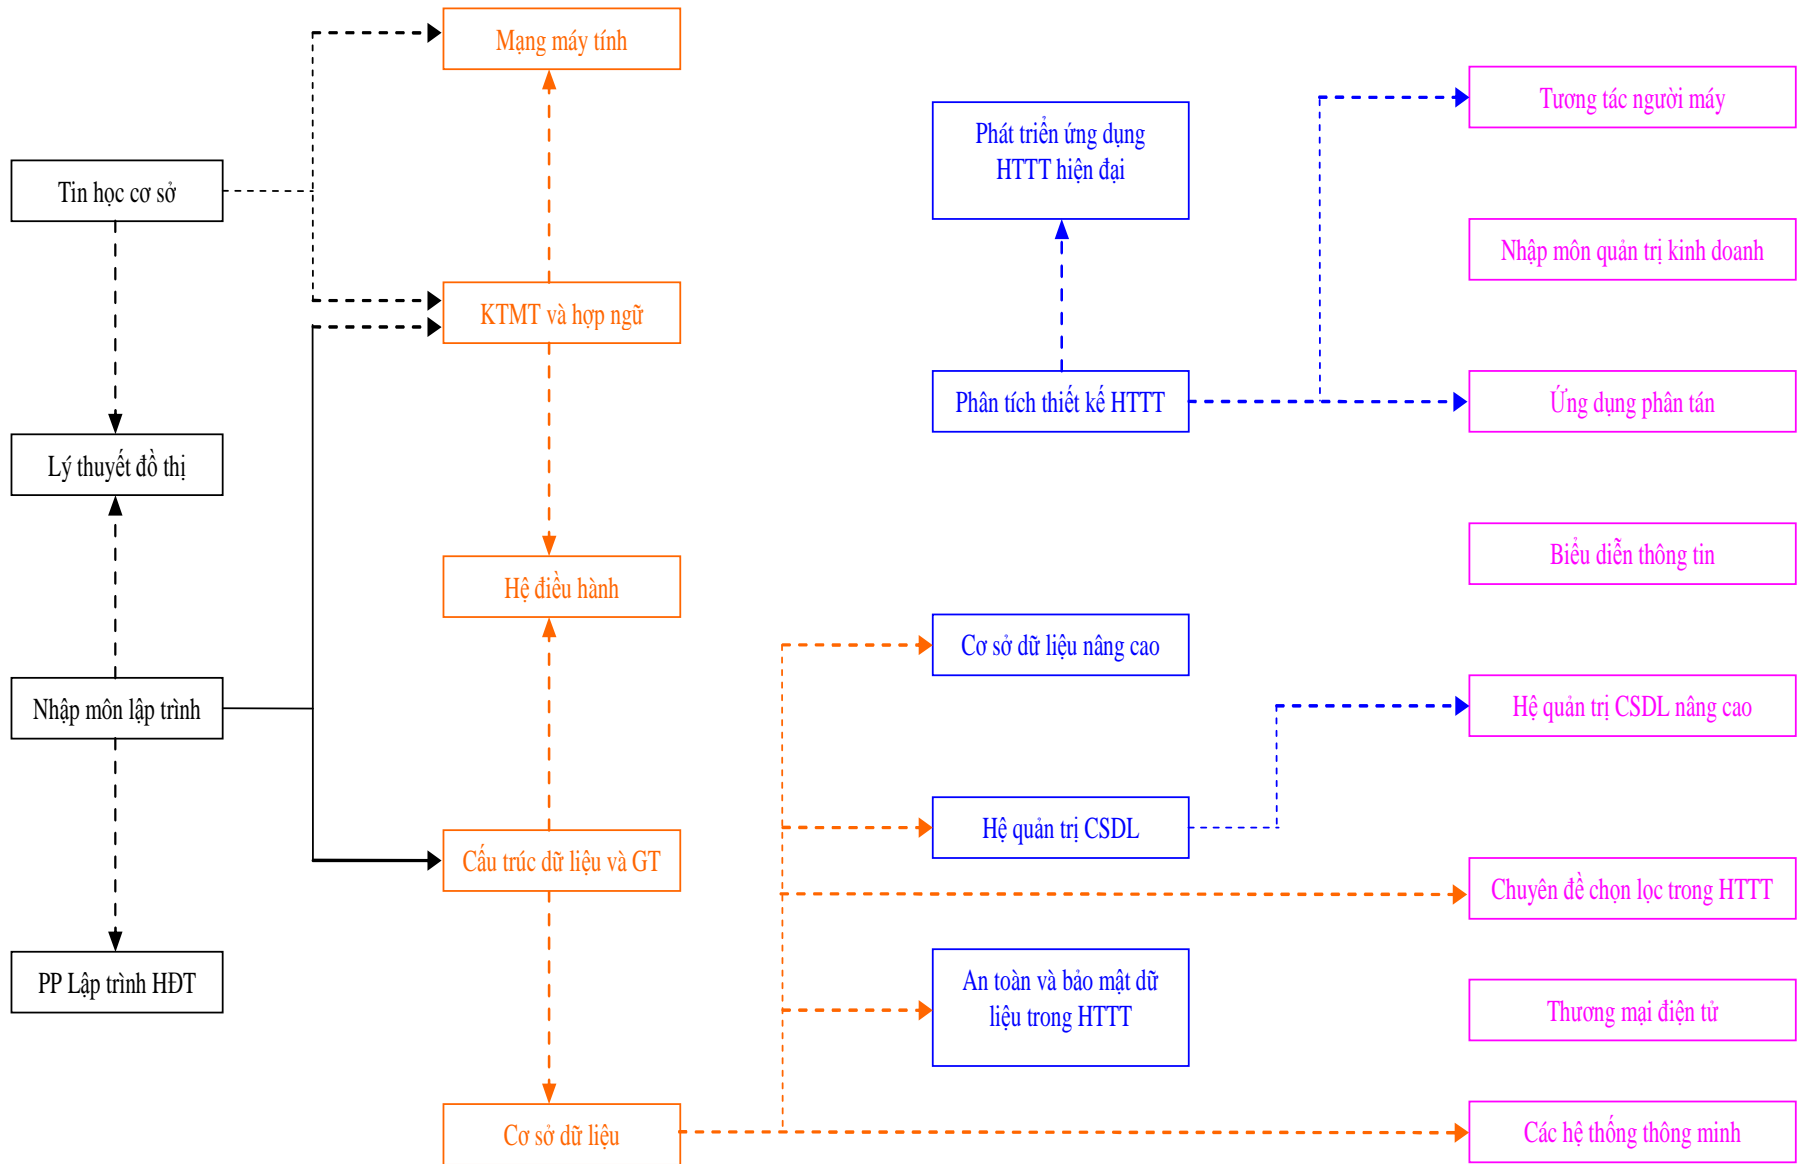 Mạng máy tính
Tương tác người máy
Phát triển ứng dụng
HTTT hiện đại
Tin học cơ sở
Nhập môn quản trị kinh doanh
KTMT và hợp ngữ
Phân tích thiết kế HTTT
Ứng dụng phân tán
Lý thuyết đồ thị
Biểu diễn thông tin
Hệ điều hành
Cơ sở dữ liệu nâng cao
Nhập môn lập trình
Hệ quản trị CSDL nâng cao
Hệ quản trị CSDL
Cấu trúc dữ liệu và GT
Chuyên đề chọn lọc trong HTTT
PP Lập trình HĐT
An toàn và bảo mật dữ
liệu trong HTTT
Thương mại điện tử
Cơ sở dữ liệu
Các hệ thống thông minh